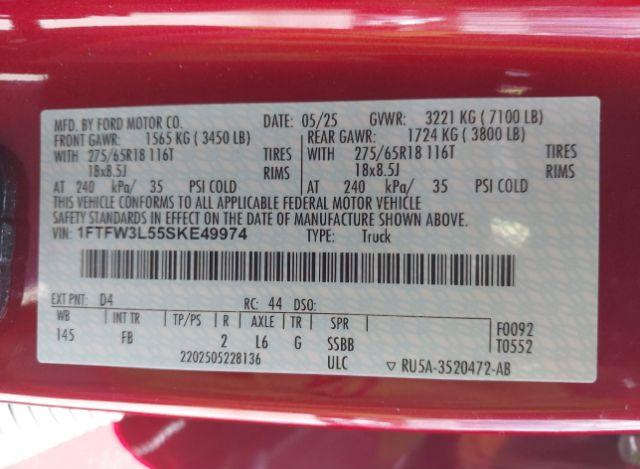 MFD. BY FORD MOTOR CO. DATE: 05/25 GVWR: 3221 KG ( 7100 LB)
FRONT GAWR: 1565 KG ( 3450 LB) REAR GAWR: 1724 KG ( 3800 LB)
WITH 275/65R18 116T TIRES WITH 275/65R18 116T TIRES
18x8.5J RIMS 18x8.5J RIMS
AT 240 kPa/ 35 PSI COLD AT 240 kPa/ 35 PSI COLD
THIS VEHICLE CONFORMS TO ALL APPLICABLE FEDERAL MOTOR VEHICLE
SAFETY STANDARDS IN EFFECT ON THE DATE OF MANUFACTURE SHOWN ABOVE.
VIN: 1FTFW3L55SKE49974 TYPE: Truck
EXT PNT: D4 RC: 44 DSO:
WB INT TR TP/PS R AXLE TR SPR F0092
145 FB 2 L6 G SSBB T0552
2202505228136 ULC ▽ RU5A-3520472-AB